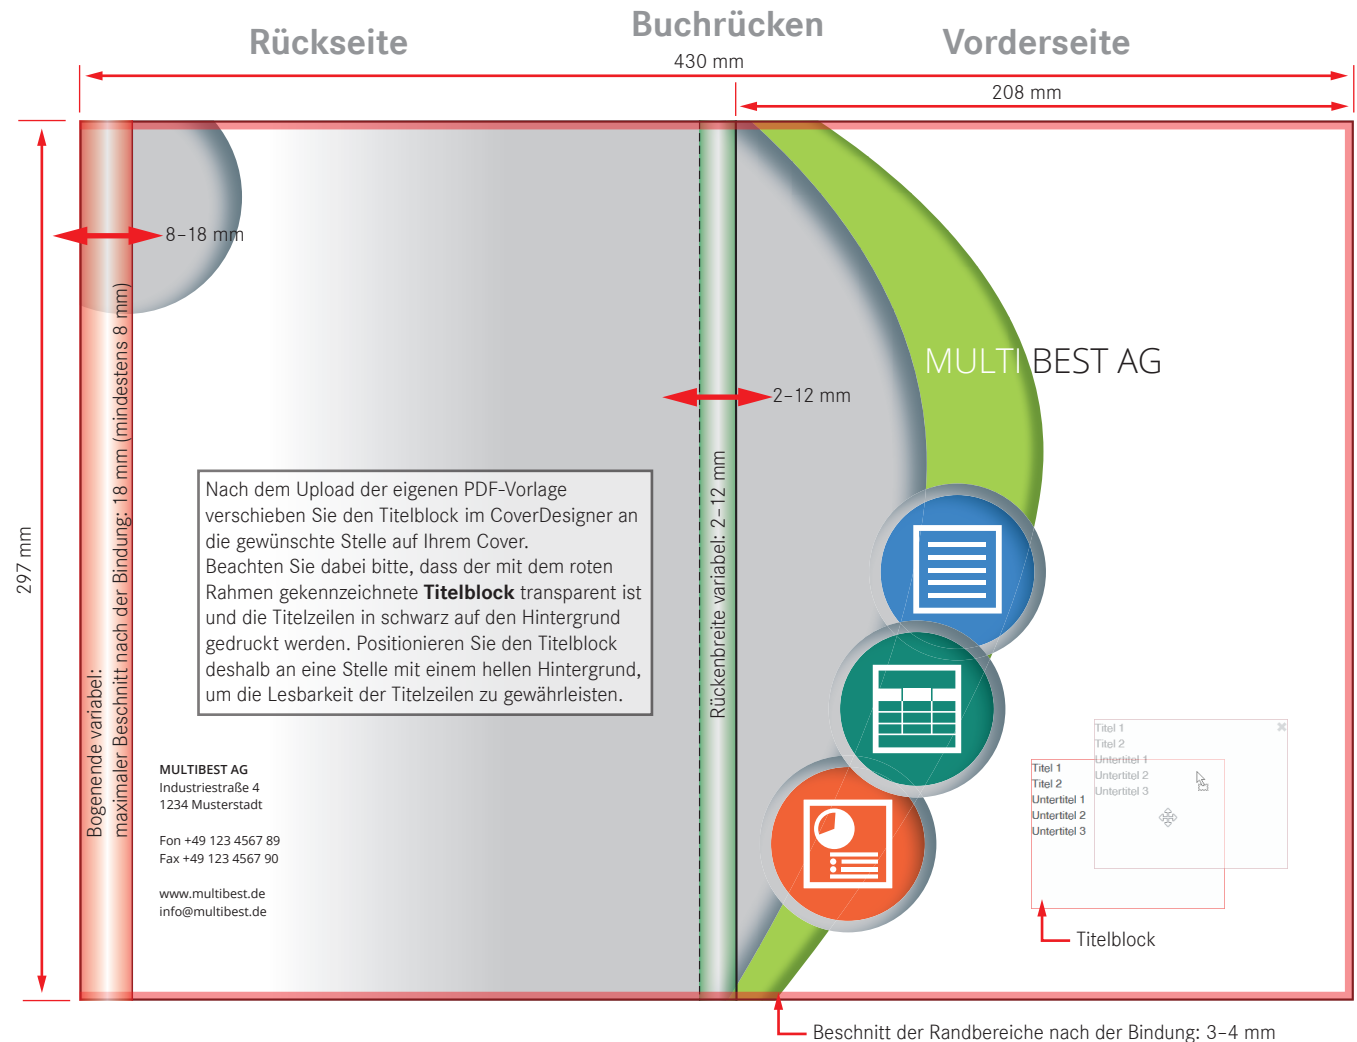 Rückseite
Buchrücken
Vorderseite
430 mm
208 mm
8–18 mm
MULTI BEST AG
2–12 mm
297 mm
Bogenende variabel:
maximaler Beschnitt nach der Bindung: 18 mm (mindestens 8 mm)
Nach dem Upload der eigenen PDF-Vorlage
verschieben Sie den Titelblock im CoverDesigner an
die gewünschte Stelle auf Ihrem Cover.
Beachten Sie dabei bitte, dass der mit dem roten
Rahmen gekennzeichnete Titelblock transparent ist
und die Titelzeilen in schwarz auf den Hintergrund
gedruckt werden. Positionieren Sie den Titelblock
deshalb an eine Stelle mit einem hellen Hintergrund,
um die Lesbarkeit der Titelzeilen zu gewährleisten.
Rückenbreite variabel: 2–12 mm
MULTIBEST AG
Industriestraße 4
1234 Musterstadt
Fon +49 123 4567 89
Fax +49 123 4567 90
www.multibest.de
info@multibest.de
Titel 1
Titel 2
Untertitel 1
Untertitel 2
Untertitel 3
Titel 1
Titel 2
Untertitel 1
Untertitel 2
Untertitel 3
Titelblock
Beschnitt der Randbereiche nach der Bindung: 3–4 mm